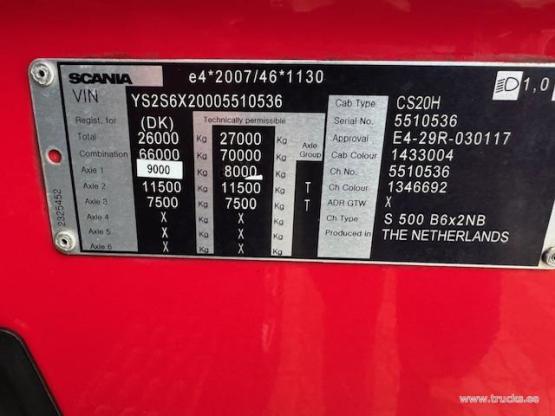 SCANIA e4*2007/46*1130 1,0
VIN YS2S6X20005510536 Cab Type CS20H
Regist. for (DK) Technically permissible Serial No. 5510536
Total 26000 Kg 27000 Kg Axle Group Approval E4-29R-030117
Combination 66000 Kg 70000 Kg Cab Colour 1433004
Axle 1 9000 Kg 8000 Kg Ch No. 5510536
Axle 2 11500 Kg 11500 Kg T Ch Colour 1346692
Axle 3 7500 Kg 7500 Kg T ADR GTW X
Axle 4 X Kg X Kg Ch Type S 500 B6x2NB
Axle 5 X Kg X Kg Produced in THE NETHERLANDS
Axle 6 X Kg X Kg
2325452
www.trucks.ee